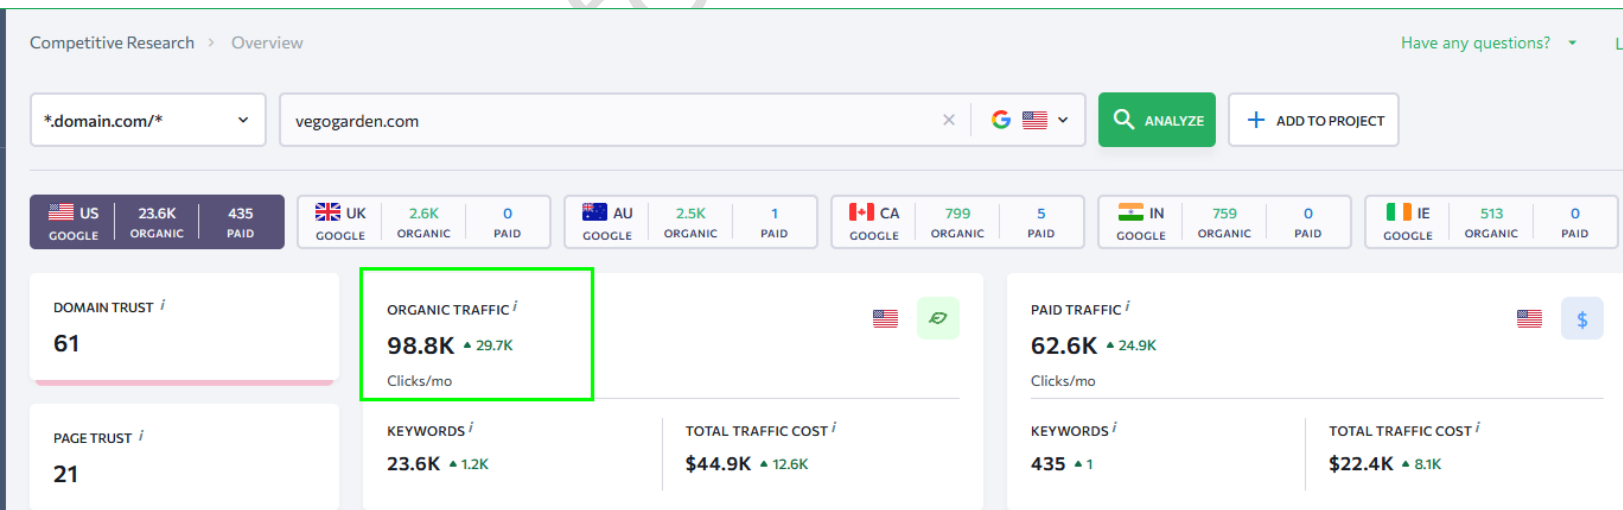 Competitive Research > Overview
Have any questions?
*.domain.com/*
vegogarden.com
ANALYZE
ADD TO PROJECT
US 23.6K 435
GOOGLE ORGANIC PAID
UK 2.6K 0
GOOGLE ORGANIC PAID
AU 2.5K 1
GOOGLE ORGANIC PAID
CA 799 5
GOOGLE ORGANIC PAID
IN 759 0
GOOGLE ORGANIC PAID
IE 513 0
GOOGLE ORGANIC PAID
DOMAIN TRUST i
61
PAGE TRUST i
21
ORGANIC TRAFFIC i
98.8K 29.7K
Clicks/mo
KEYWORDS i
23.6K 1.2K
TOTAL TRAFFIC COST i
$44.9K 12.6K
PAID TRAFFIC i
$
62.6K 24.9K
Clicks/mo
KEYWORDS i
435 1
TOTAL TRAFFIC COST i
$22.4K 8.1K